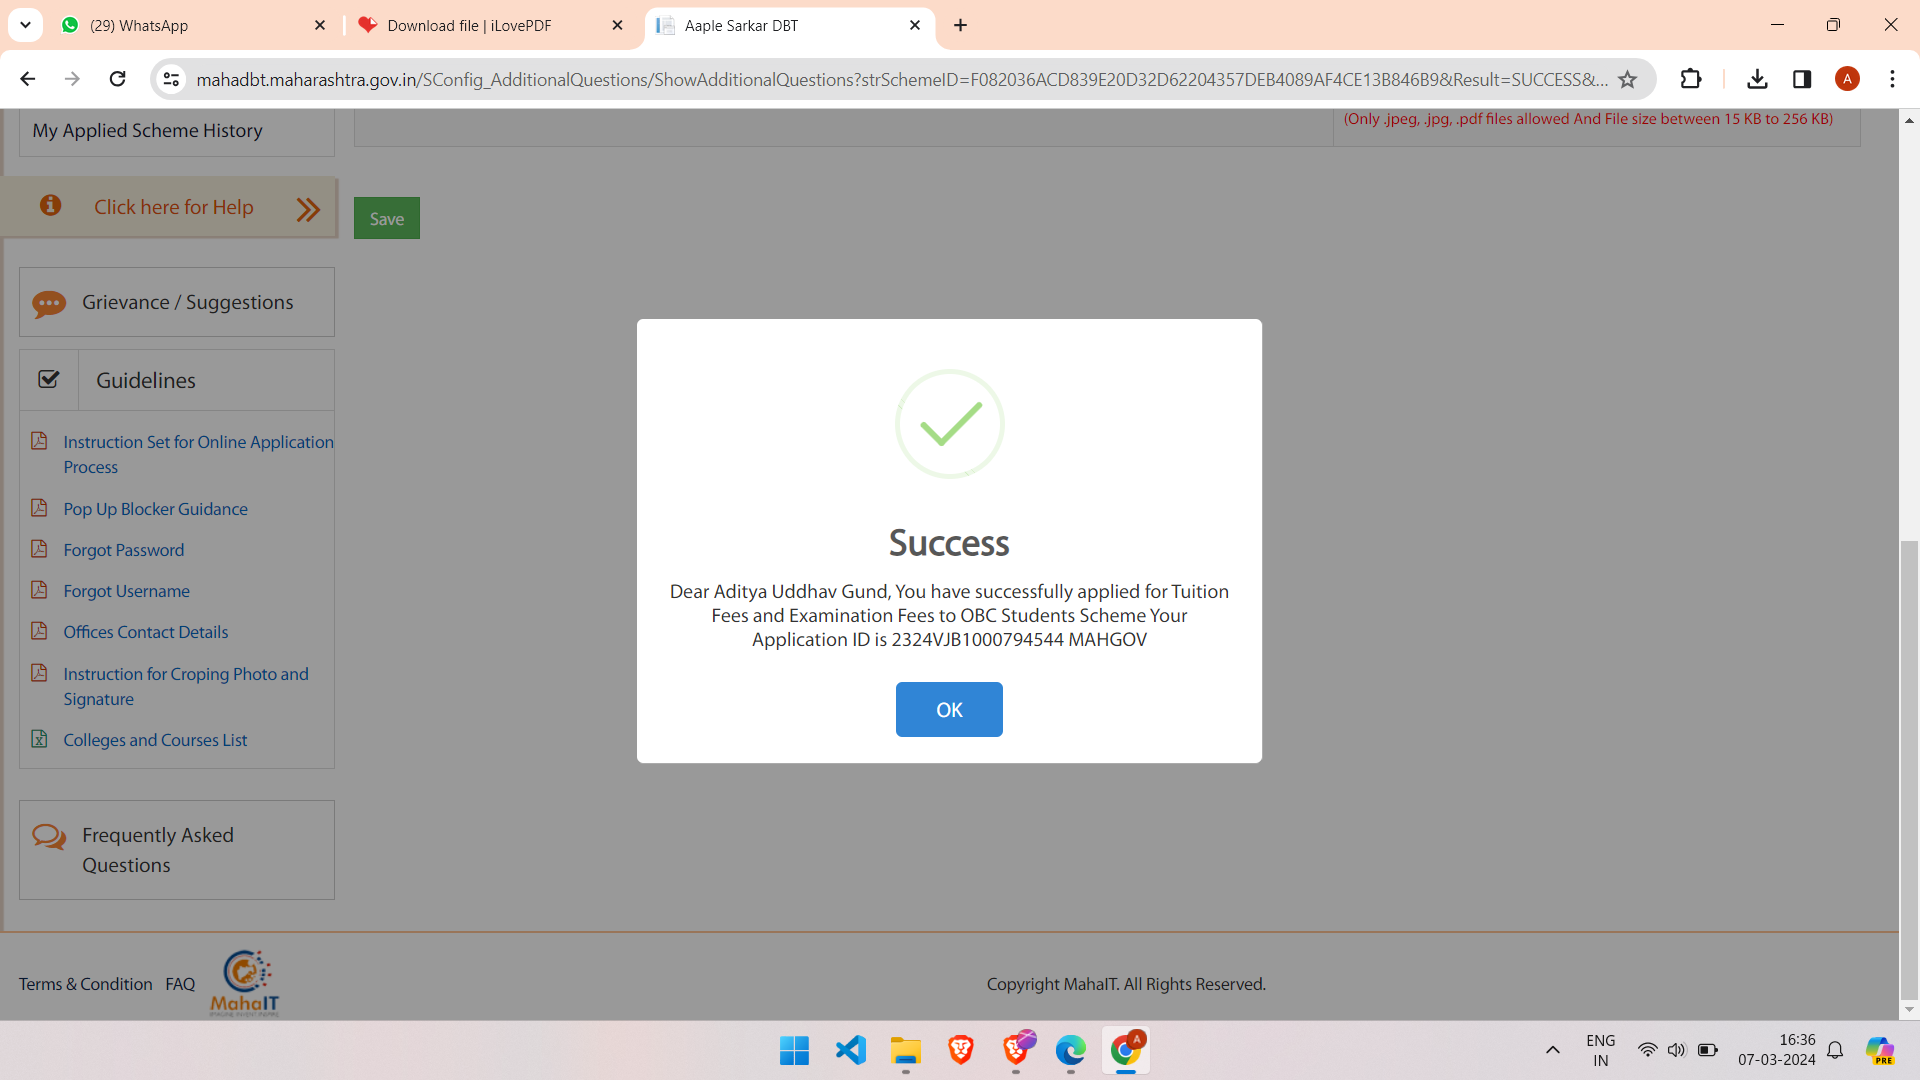 (29) WhatsApp
Download file | iLovePDF
Aaple Sarkar DBT
mahadbt.maharashtra.gov.in/SConfig_AdditionalQuestions/ShowAdditionalQuestions?strSchemeID=F082036ACD839E20D32D62204357DEB4089AF4CE13B846B9&Result=SUCCESS&...
A
My Applied Scheme History
(Only .jpeg, .jpg, .pdf files allowed And File size between 15 KB to 256 KB)
Click here for Help
Save
Grievance / Suggestions
Guidelines
Instruction Set for Online Application
Process
Pop Up Blocker Guidance
Forgot Password
Forgot Username
Offices Contact Details
Instruction for Croping Photo and
Signature
Colleges and Courses List
Frequently Asked
Questions
Success
Dear Aditya Uddhav Gund, You have successfully applied for Tuition
Fees and Examination Fees to OBC Students Scheme Your
Application ID is 2324VJB1000794544 MAHGOV
OK
Terms & Condition FAQ
MahaIT
Copyright MahaIT. All Rights Reserved.
A
ENG
IN
16:36
07-03-2024
PRE